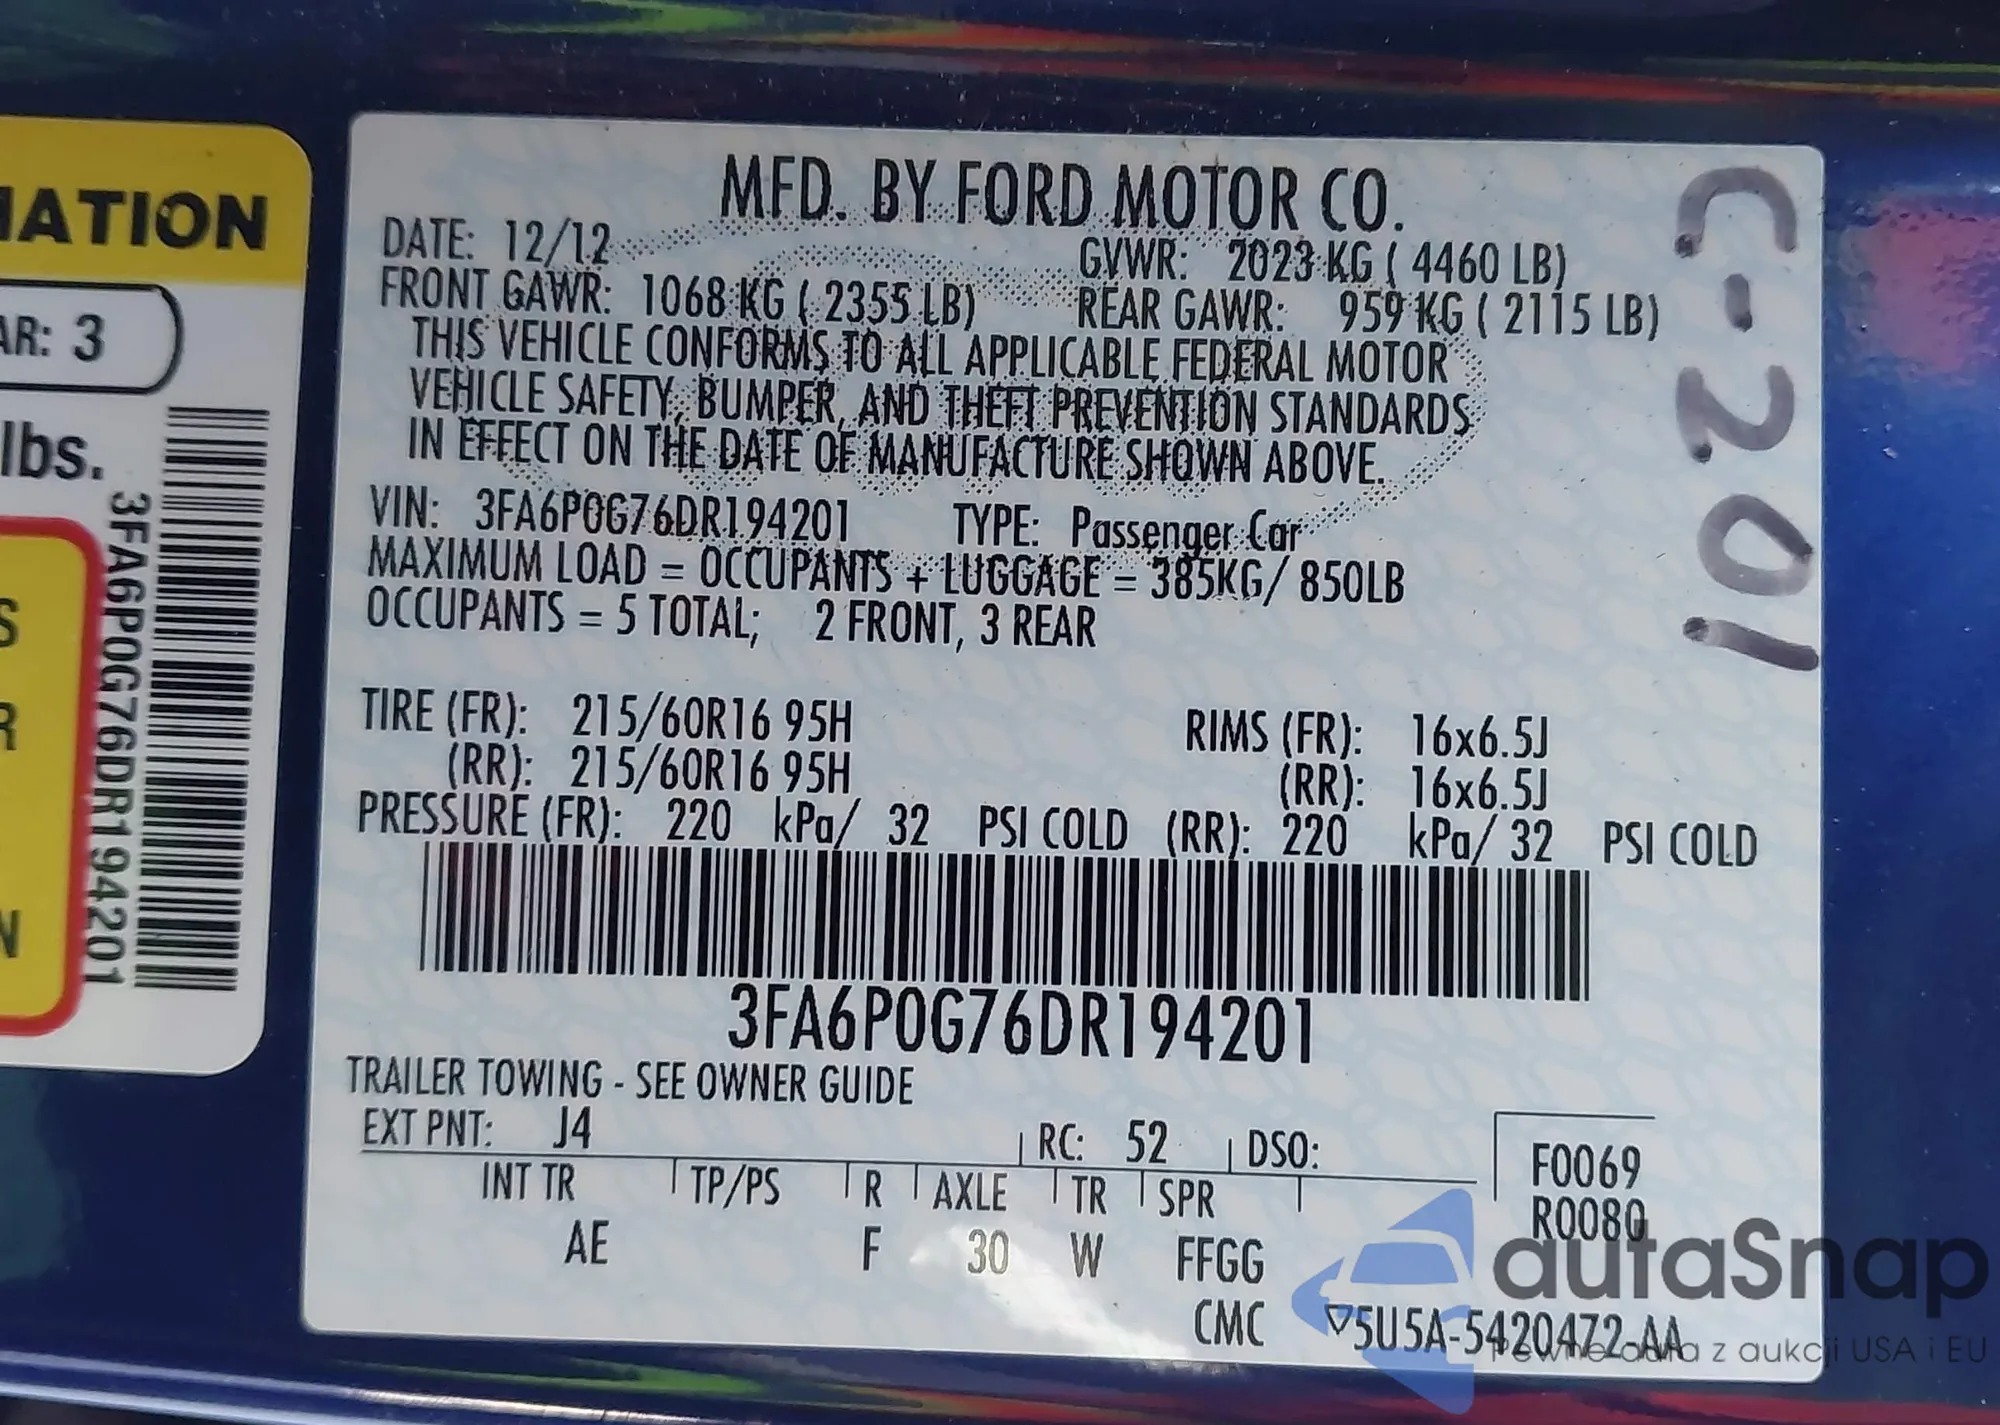 MATION
AR: 3
lbs.
S
R
N
3FA6P0G76DR194201
MFD. BY FORD MOTOR CO.
DATE: 12/12 GVWR: 2023 KG ( 4460 LB)
FRONT GAWR: 1068 KG ( 2355 LB) REAR GAWR: 959 KG ( 2115 LB)
THIS VEHICLE CONFORMS TO ALL APPLICABLE FEDERAL MOTOR
VEHICLE SAFETY, BUMPER, AND THEFT PREVENTION STANDARDS
IN EFFECT ON THE DATE OF MANUFACTURE SHOWN ABOVE.
VIN: 3FA6P0G76DR194201 TYPE: Passenger Car
MAXIMUM LOAD = OCCUPANTS + LUGGAGE = 385KG/ 850LB
OCCUPANTS = 5 TOTAL; 2 FRONT, 3 REAR
TIRE (FR): 215/60R16 95H RIMS (FR): 16x6.5J
(RR): 215/60R16 95H (RR): 16x6.5J
PRESSURE (FR): 220 kPa/ 32 PSI COLD (RR): 220 kPa/ 32 PSI COLD
3FA6P0G76DR194201
TRAILER TOWING - SEE OWNER GUIDE
EXT PNT: J4 RC: 52 DSO:
INT TR TP/PS R AXLE TR SPR
AE F 30 W FFGG
F0069
R0080
CMC ▽5U5A-5420472-AA
C-201
autaSnap
Pewne auta z aukcji USA i EU